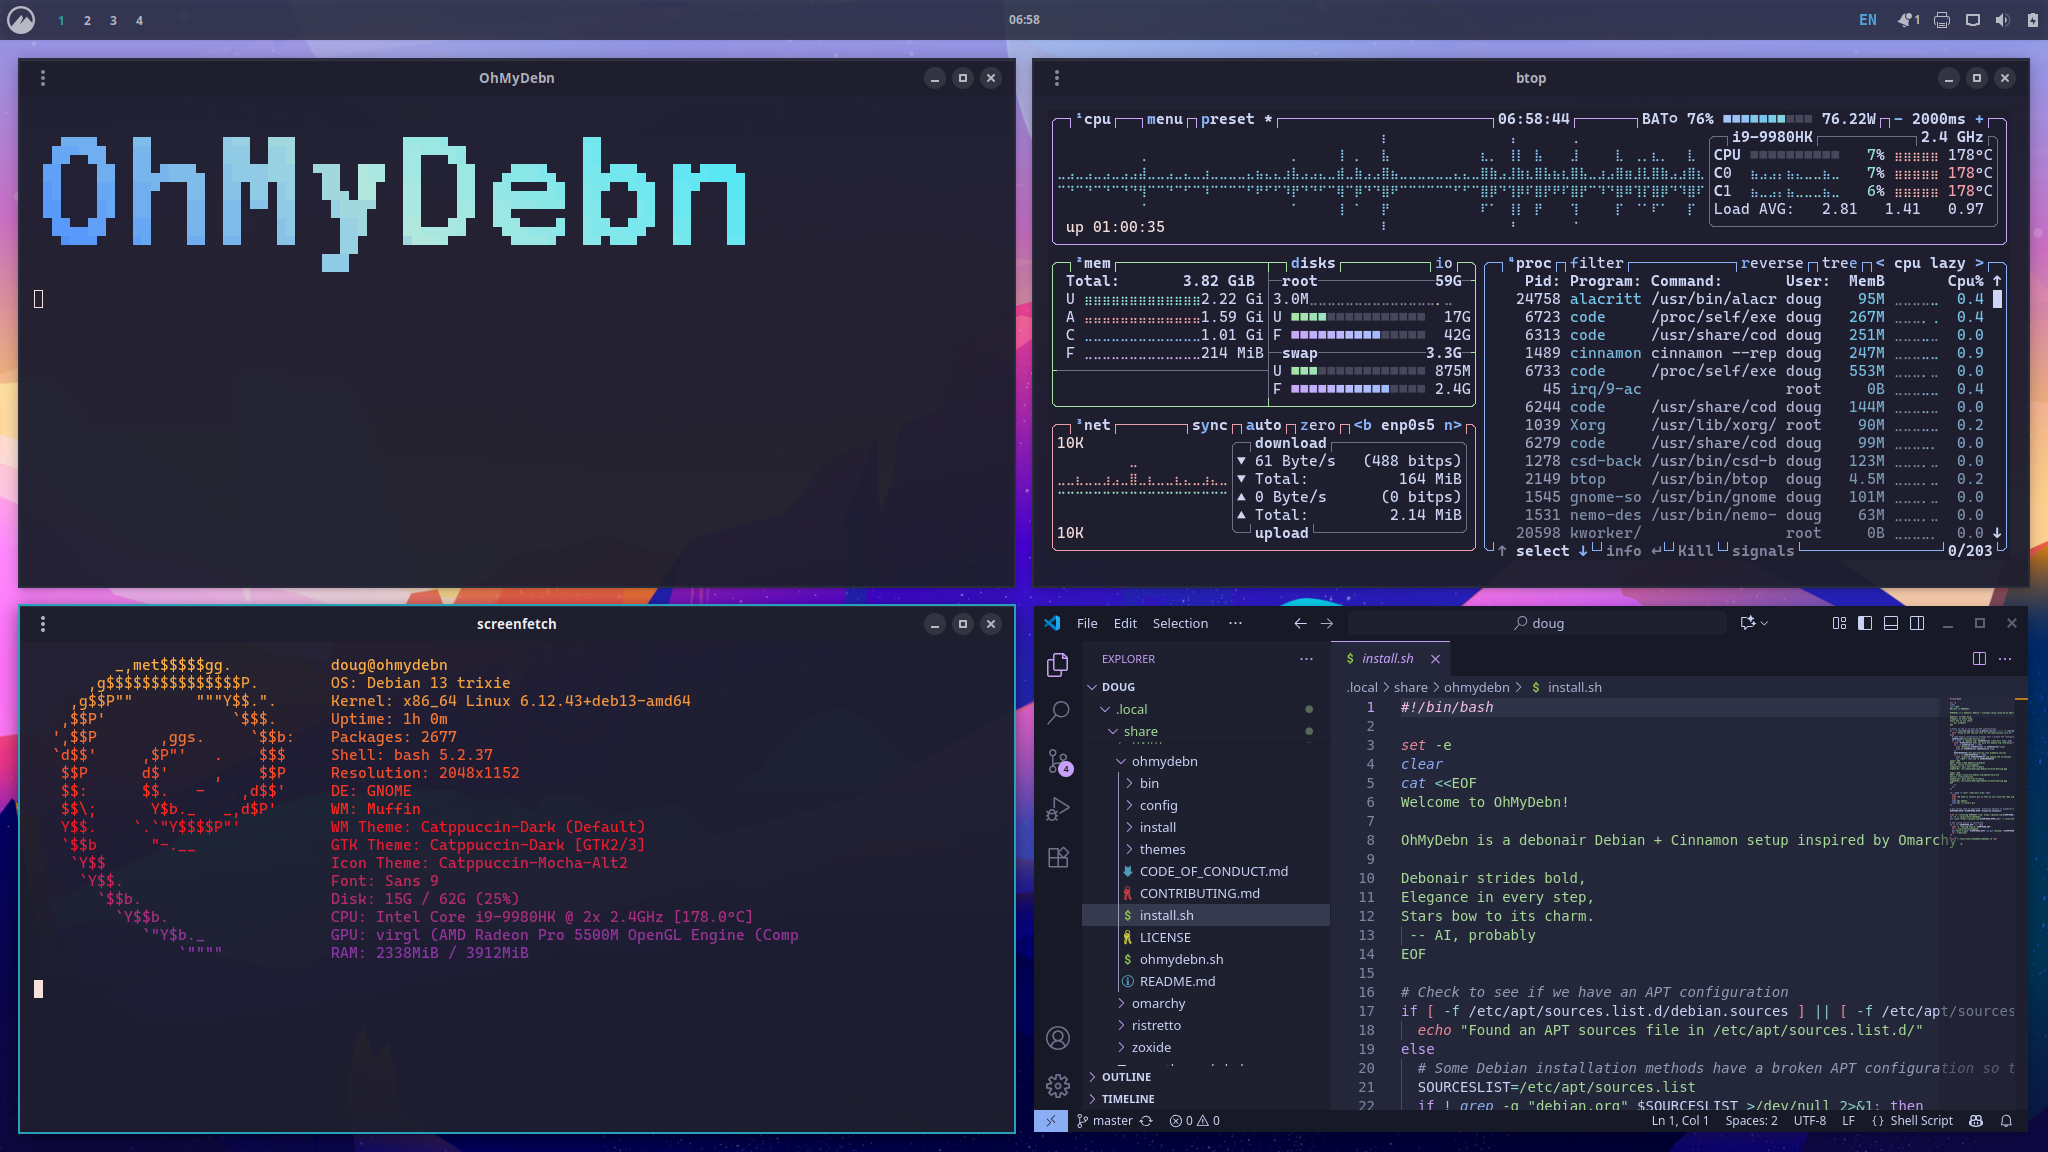 1 2 3 4
06:58
EN
1
OhMyDebn
OhMyDebn
btop
¹cpu menu preset * 06:58:44 BAT 76% 76.22W - 2000ms +
i9-9980HK 2.4 GHz
CPU 7% 178°C
C0 7% 178°C
C1 6% 178°C
Load AVG: 2.81 1.41 0.97
up 01:00:35
²mem
Total: 3.82 GiB
U 2.22 Gi
A 1.59 Gi
C 1.01 Gi
F 214 MiB
disks io
root 59G
3.0M
U 17G
F 42G
swap 3.3G
U 875M
F 2.4G
³net sync auto zero <b enp0s5 n>
10K
download
▼ 61 Byte/s (488 bitps)
▼ Total: 164 MiB
▲ 0 Byte/s (0 bitps)
▲ Total: 2.14 MiB
upload
10K
⁴proc filter reverse tree < cpu lazy >
Pid: Program: Command: User: MemB Cpu% ↑
24758 alacritt /usr/bin/alacr doug 95M 0.4
6723 code /proc/self/exe doug 267M 0.4
6313 code /usr/share/cod doug 251M 0.0
1489 cinnamon cinnamon --rep doug 247M 0.9
6733 code /proc/self/exe doug 553M 0.0
45 irq/9-ac root 0B 0.4
6244 code /usr/share/cod doug 144M 0.0
1039 Xorg /usr/lib/xorg/ root 90M 0.2
6279 code /usr/share/cod doug 99M 0.0
1278 csd-back /usr/bin/csd-b doug 123M 0.0
2149 btop /usr/bin/btop doug 4.5M 0.2
1545 gnome-so /usr/bin/gnome doug 101M 0.0
1531 nemo-des /usr/bin/nemo- doug 63M 0.0
20598 kworker/ root 0B 0.0 ↓
↑ select ↓ info ↵ Kill signals 0/203
screenfetch
_,met$$$$$gg.
,g$$$$$$$$$$$$$$$P.
,g$$P"" """Y$$.".
,$$P' `$$$.
',$$P ,ggs. `$$b:
`d$$' ,$P"' . $$$
$$P d$' , $$P
$$: $$. - ,d$$'
$$\; Y$b._ _,d$P'
Y$$. `.`"Y$$$$P"'
`$$b "-.__
`Y$$
`Y$$.
`$$b.
`Y$$b.
`"Y$b._
`""""
doug@ohmydebn
OS: Debian 13 trixie
Kernel: x86_64 Linux 6.12.43+deb13-amd64
Uptime: 1h 0m
Packages: 2677
Shell: bash 5.2.37
Resolution: 2048x1152
DE: GNOME
WM: Muffin
WM Theme: Catppuccin-Dark (Default)
GTK Theme: Catppuccin-Dark [GTK2/3]
Icon Theme: Catppuccin-Mocha-Alt2
Font: Sans 9
Disk: 15G / 62G (25%)
CPU: Intel Core i9-9980HK @ 2x 2.4GHz [178.0°C]
GPU: virgl (AMD Radeon Pro 5500M OpenGL Engine (Comp
RAM: 2338MiB / 3912MiB
File Edit Selection ··· ← → doug
EXPLORER ···
DOUG
.local
share
ohmydebn
bin
config
install
themes
CODE_OF_CONDUCT.md
CONTRIBUTING.md
$ install.sh
LICENSE
$ ohmydebn.sh
README.md
omarchy
ristretto
zoxide
OUTLINE
TIMELINE
4
$ install.sh
.local > share > ohmydebn > $ install.sh
1 #!/bin/bash
2
3 set -e
4 clear
5 cat <<EOF
6 Welcome to OhMyDebn!
7
8 OhMyDebn is a debonair Debian + Cinnamon setup inspired by Omarchy.
9
10 Debonair strides bold,
11 Elegance in every step,
12 Stars bow to its charm.
13 -- AI, probably
14 EOF
15
16 # Check to see if we have an APT configuration
17 if [ -f /etc/apt/sources.list.d/debian.sources ] || [ -f /etc/apt/sources
18 echo "Found an APT sources file in /etc/apt/sources.list.d/"
19 else
20 # Some Debian installation methods have a broken APT configuration so t
21 SOURCESLIST=/etc/apt/sources.list
22 if ! grep -q "debian.org" $SOURCESLIST >/dev/null 2>&1; then
master 0 0
Ln 1, Col 1 Spaces: 2 UTF-8 LF {} Shell Script